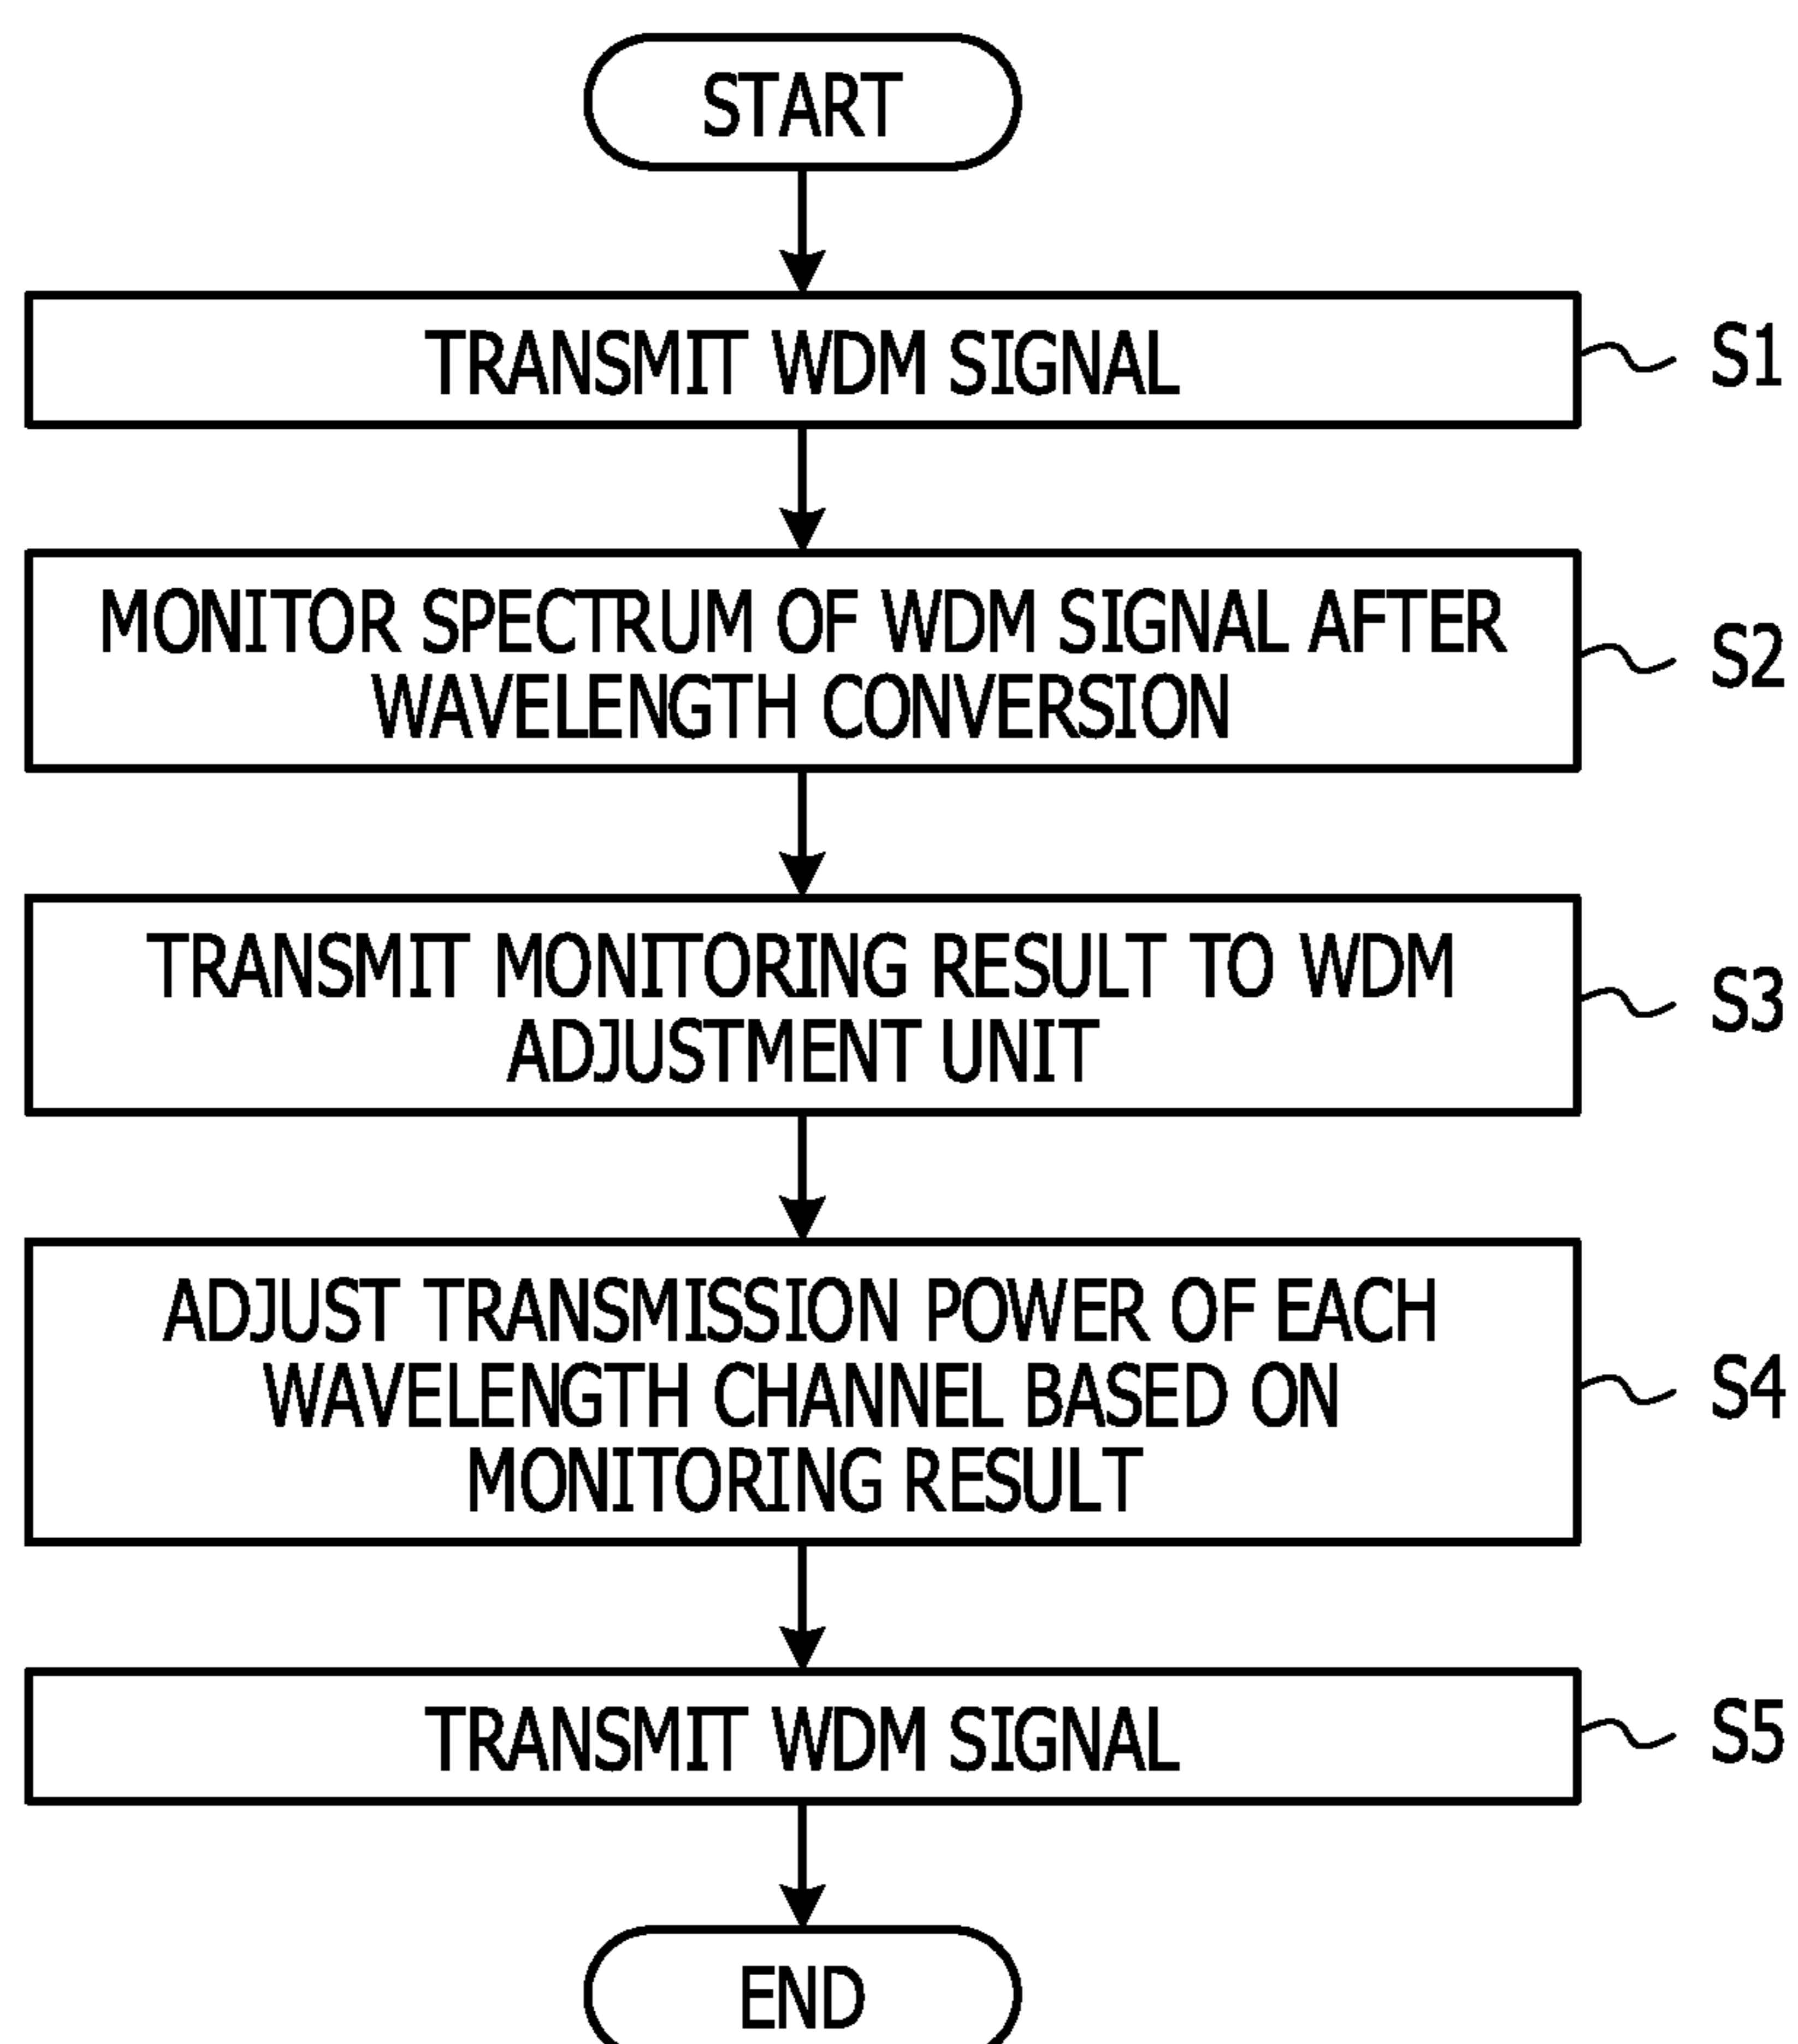 START
TRANSMIT WDM SIGNAL
S1
MONITOR SPECTRUM OF WDM SIGNAL AFTER
WAVELENGTH CONVERSION
S2
TRANSMIT MONITORING RESULT TO WDM
ADJUSTMENT UNIT
S3
ADJUST TRANSMISSION POWER OF EACH
WAVELENGTH CHANNEL BASED ON
MONITORING RESULT
S4
TRANSMIT WDM SIGNAL
S5
END